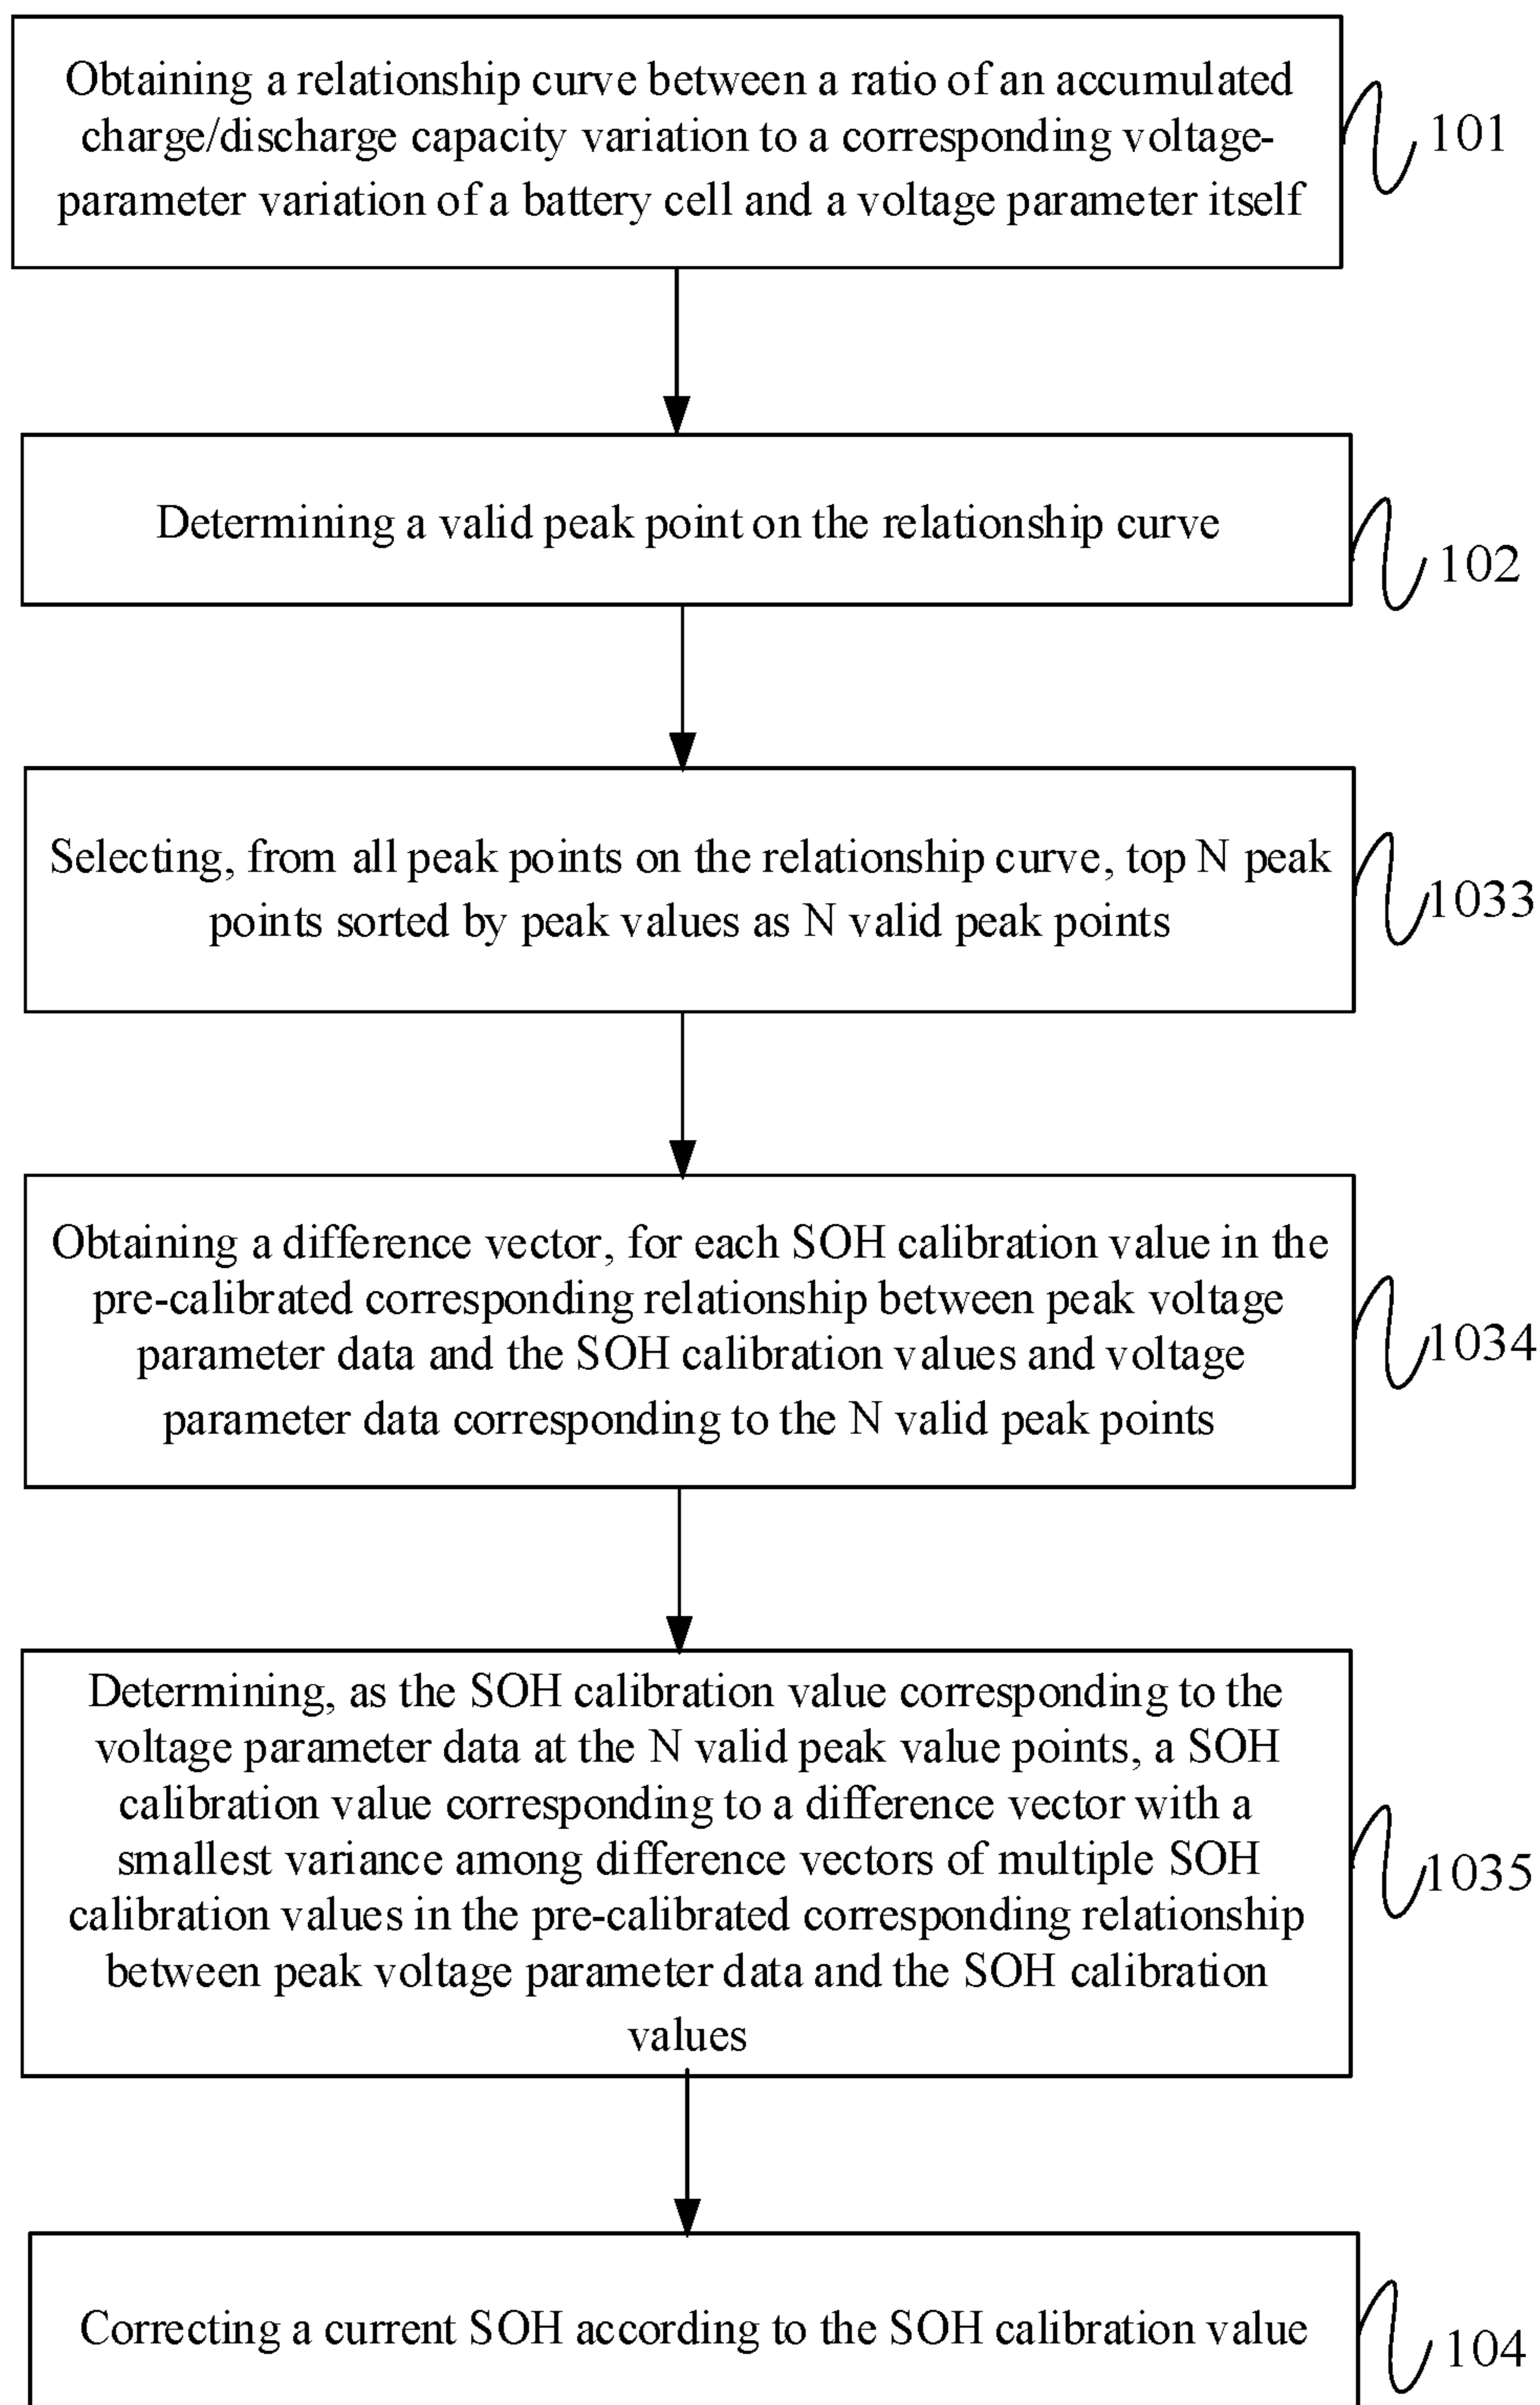 Obtaining a relationship curve between a ratio of an accumulated
charge/discharge capacity variation to a corresponding voltage-
parameter variation of a battery cell and a voltage parameter itself
101
Determining a valid peak point on the relationship curve
102
Selecting, from all peak points on the relationship curve, top N peak
points sorted by peak values as N valid peak points
1033
Obtaining a difference vector, for each SOH calibration value in the
pre-calibrated corresponding relationship between peak voltage
parameter data and the SOH calibration values and voltage
parameter data corresponding to the N valid peak points
1034
Determining, as the SOH calibration value corresponding to the
voltage parameter data at the N valid peak value points, a SOH
calibration value corresponding to a difference vector with a
smallest variance among difference vectors of multiple SOH
calibration values in the pre-calibrated corresponding relationship
between peak voltage parameter data and the SOH calibration
values
1035
Correcting a current SOH according to the SOH calibration value
104